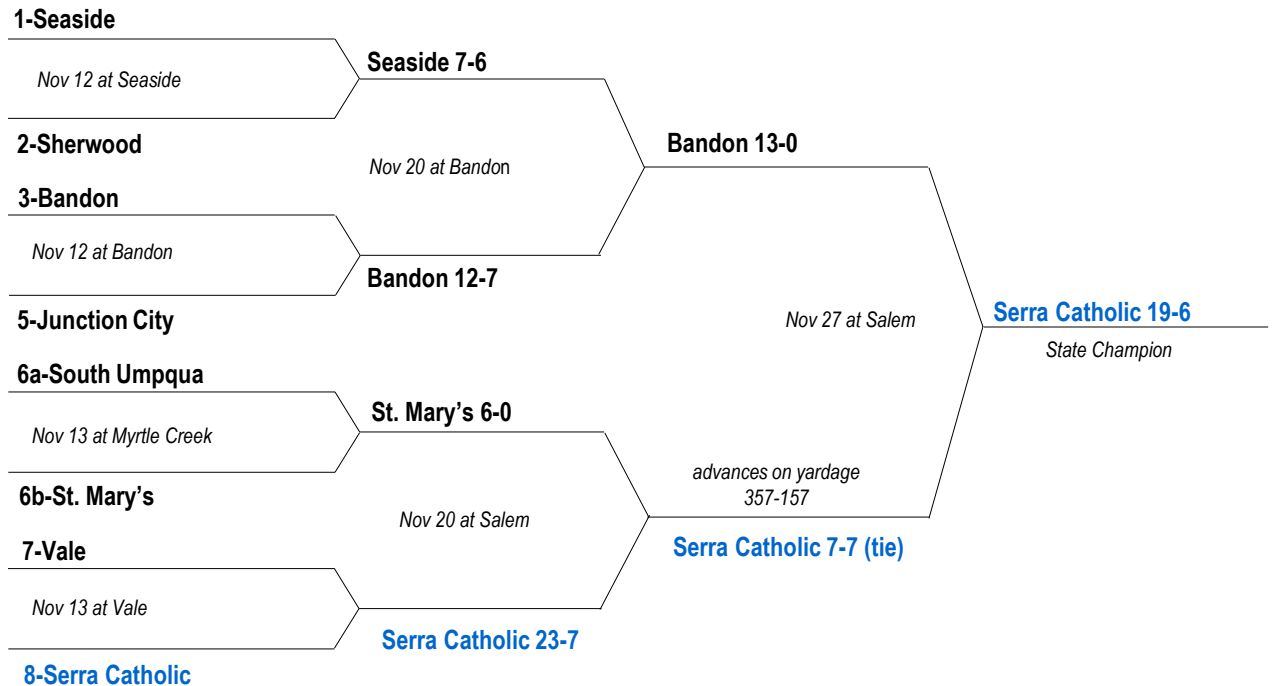 1-Seaside
Nov 12 at Seaside
Seaside 7-6
2-Sherwood
Nov 20 at Bandon
Bandon 13-0
3-Bandon
Nov 12 at Bandon
Bandon 12-7
5-Junction City
Nov 27 at Salem
Serra Catholic 19-6
State Champion
6a-South Umpqua
Nov 13 at Myrtle Creek
St. Mary’s 6-0
6b-St. Mary’s
Nov 20 at Salem
advances on yardage
357-157
Serra Catholic 7-7 (tie)
7-Vale
Nov 13 at Vale
Serra Catholic 23-7
8-Serra Catholic